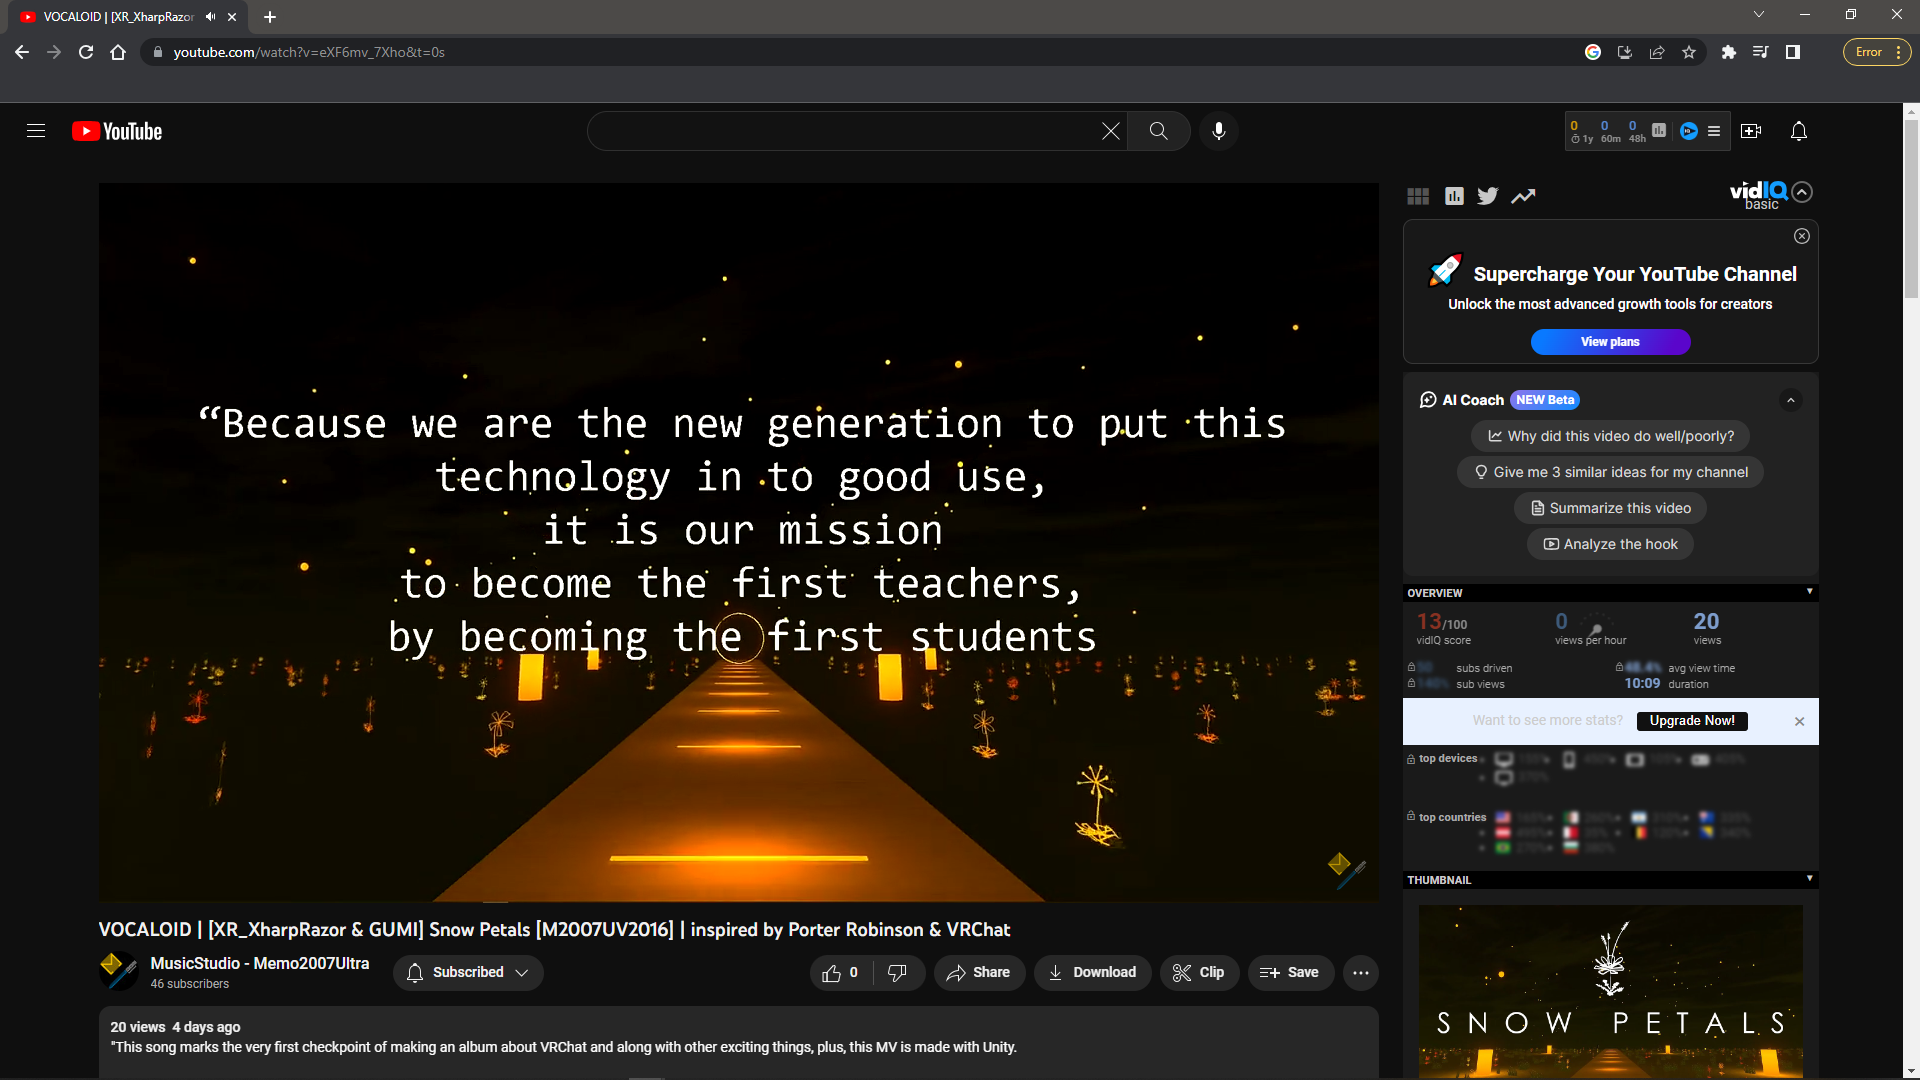 VOCALOID | [XR_XharpRazor
Error
youtube.com/watch?v=eXF6mv_7Xho&t=0s
YouTube
0 0 0
1y 60m 48h
vidIQ
basic
Supercharge Your YouTube Channel
Unlock the most advanced growth tools for creators
View plans
AI Coach NEW Beta
Why did this video do well/poorly?
Give me 3 similar ideas for my channel
Summarize this video
Analyze the hook
“Because we are the new generation to put this
technology in to good use,
it is our mission
to become the first teachers,
by becoming the first students
OVERVIEW
13/100 0 20
vidIQ score views per hour views
subs driven 48.4% avg view time
140% sub views 10:09 duration
Want to see more stats? Upgrade Now!
top devices
top countries
THUMBNAIL
SNOW PETALS
VOCALOID | [XR_XharpRazor & GUMI] Snow Petals [M2007UV2016] | inspired by Porter Robinson & VRChat
MusicStudio - Memo2007Ultra
46 subscribers
Subscribed
0 Share Download Clip Save
20 views 4 days ago
"This song marks the very first checkpoint of making an album about VRChat and along with other exciting things, plus, this MV is made with Unity.